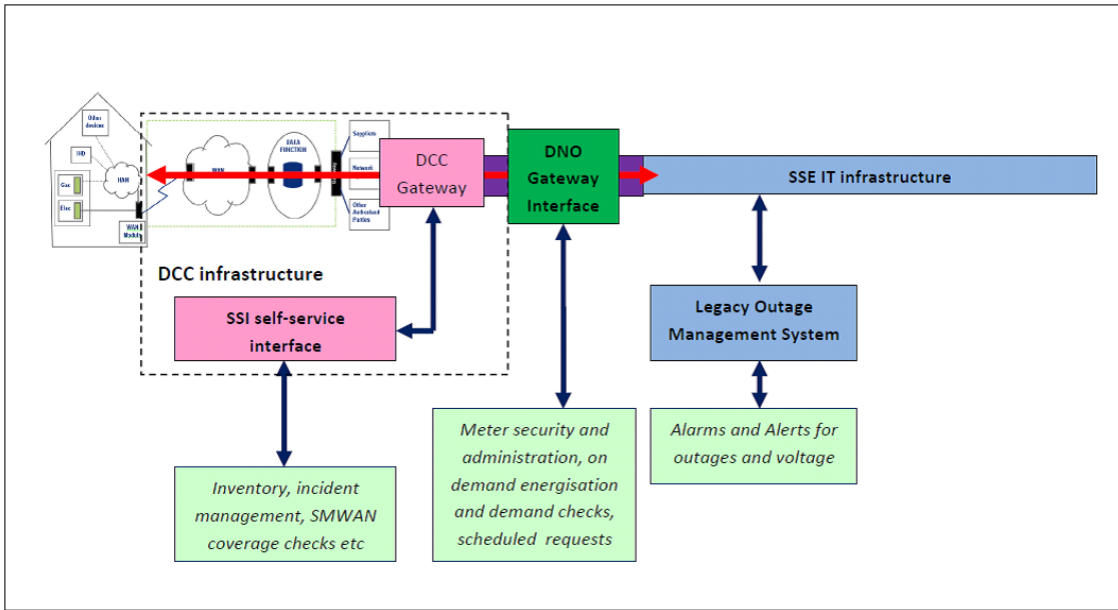 Other
devices
IHD
HAN
Gas
Elec
WAN
Module
WAN
DATA
FUNCTION
Suppliers
Network
Other
Authorised
Parties
DCC
Gateway
DNO
Gateway
Interface
SSE IT infrastructure
DCC infrastructure
SSI self-service
interface
Legacy Outage
Management System
Inventory, incident
management, SMWAN
coverage checks etc
Meter security and
administration, on
demand energisation
and demand checks,
scheduled requests
Alarms and Alerts for
outages and voltage